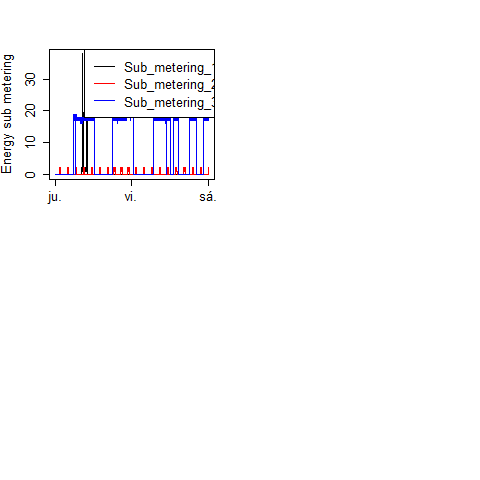 Energy sub metering
30
20
10
0
Sub_metering_1
Sub_metering_2
Sub_metering_3
ju.
vi.
sá.